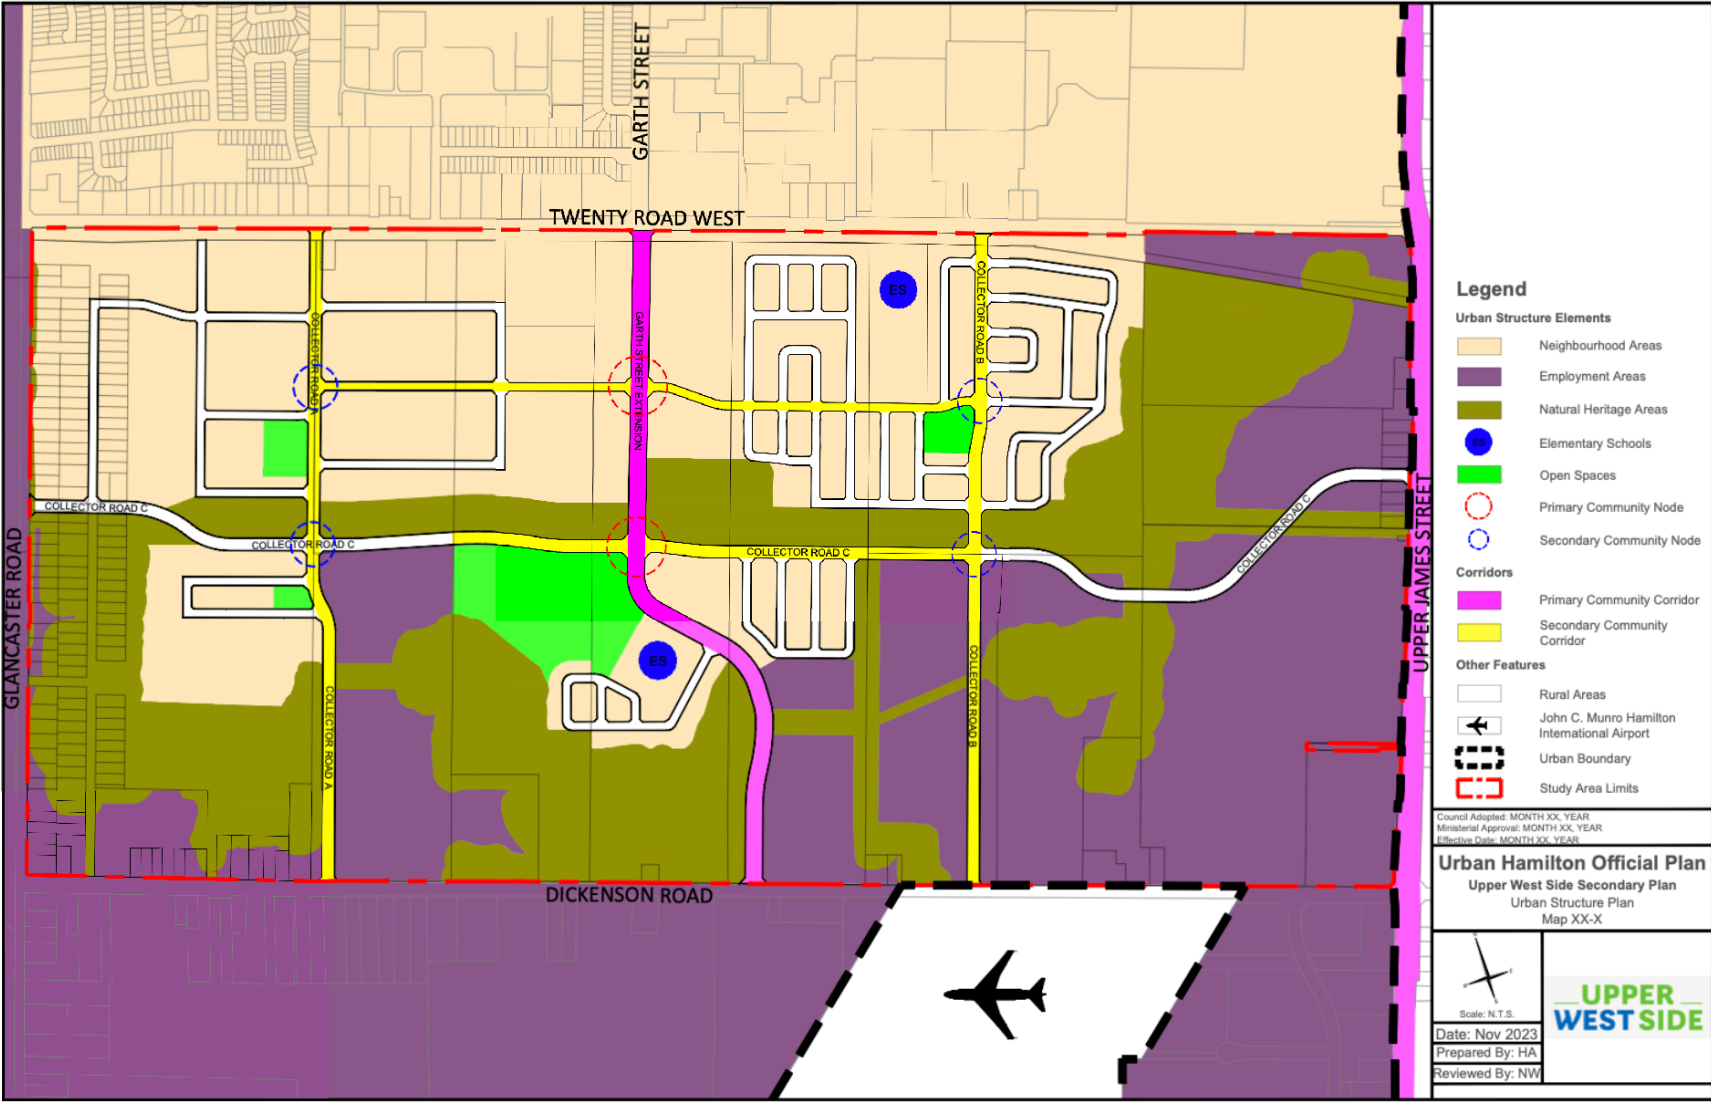 GARTH STREET
TWENTY ROAD WEST
COLLECTOR ROAD A
GARTH STREET EXTENSION
ES
COLLECTOR ROAD B
COLLECTOR ROAD C
COLLECTOR ROAD C
COLLECTOR ROAD C
COLLECTOR ROAD C
ES
COLLECTOR ROAD A
COLLECTOR ROAD B
GLANCASTER ROAD
UPPER JAMES STREET
DICKENSON ROAD
Legend
Urban Structure Elements
Neighbourhood Areas
Employment Areas
Natural Heritage Areas
ES
Elementary Schools
Open Spaces
Primary Community Node
Secondary Community Node
Corridors
Primary Community Corridor
Secondary Community
Corridor
Other Features
Rural Areas
John C. Munro Hamilton
International Airport
Urban Boundary
Study Area Limits
Council Adopted: MONTH XX, YEAR
Ministerial Approval: MONTH XX, YEAR
Effective Date: MONTH XX, YEAR
Urban Hamilton Official Plan
Upper West Side Secondary Plan
Urban Structure Plan
Map XX-X
Scale: N.T.S.
Date: Nov 2023
Prepared By: HA
Reviewed By: NW
UPPER
WEST SIDE